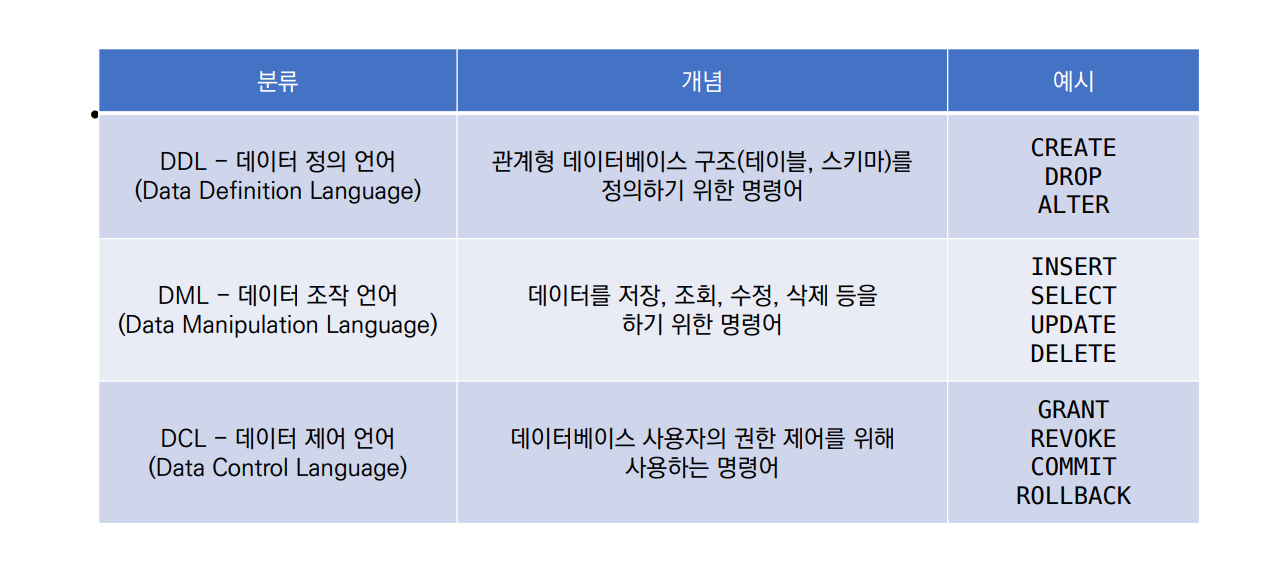 분류
개념
예시
DDL – 데이터 정의 언어
(Data Definition Language)
관계형 데이터베이스 구조(테이블, 스키마)를
정의하기 위한 명령어
CREATE
DROP
ALTER
DML – 데이터 조작 언어
(Data Manipulation Language)
데이터를 저장, 조회, 수정, 삭제 등을
하기 위한 명령어
INSERT
SELECT
UPDATE
DELETE
DCL – 데이터 제어 언어
(Data Control Language)
데이터베이스 사용자의 권한 제어를 위해
사용하는 명령어
GRANT
REVOKE
COMMIT
ROLLBACK